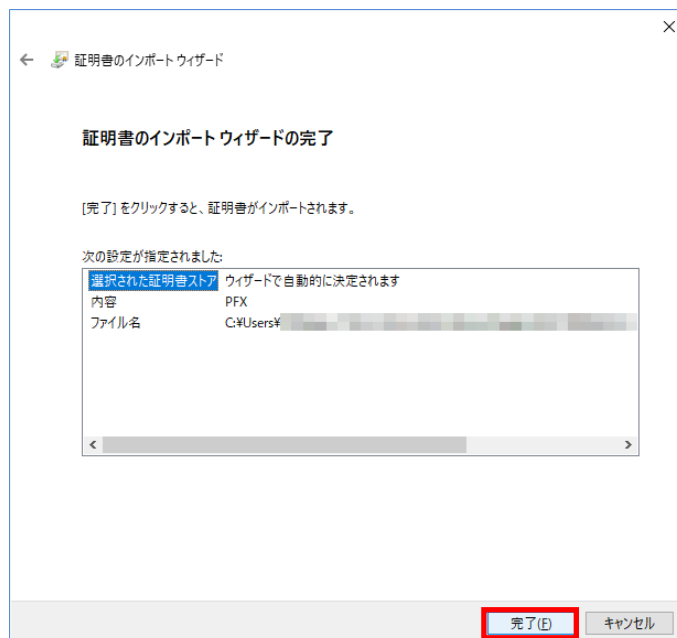 証明書のインポート ウィザード
証明書のインポート ウィザードの完了
[完了] をクリックすると、証明書がインポートされます。
次の設定が指定されました:
選択された証明書ストア ウィザードで自動的に決定されます
内容 PFX
ファイル名 C:¥Users¥
完了(F) キャンセル